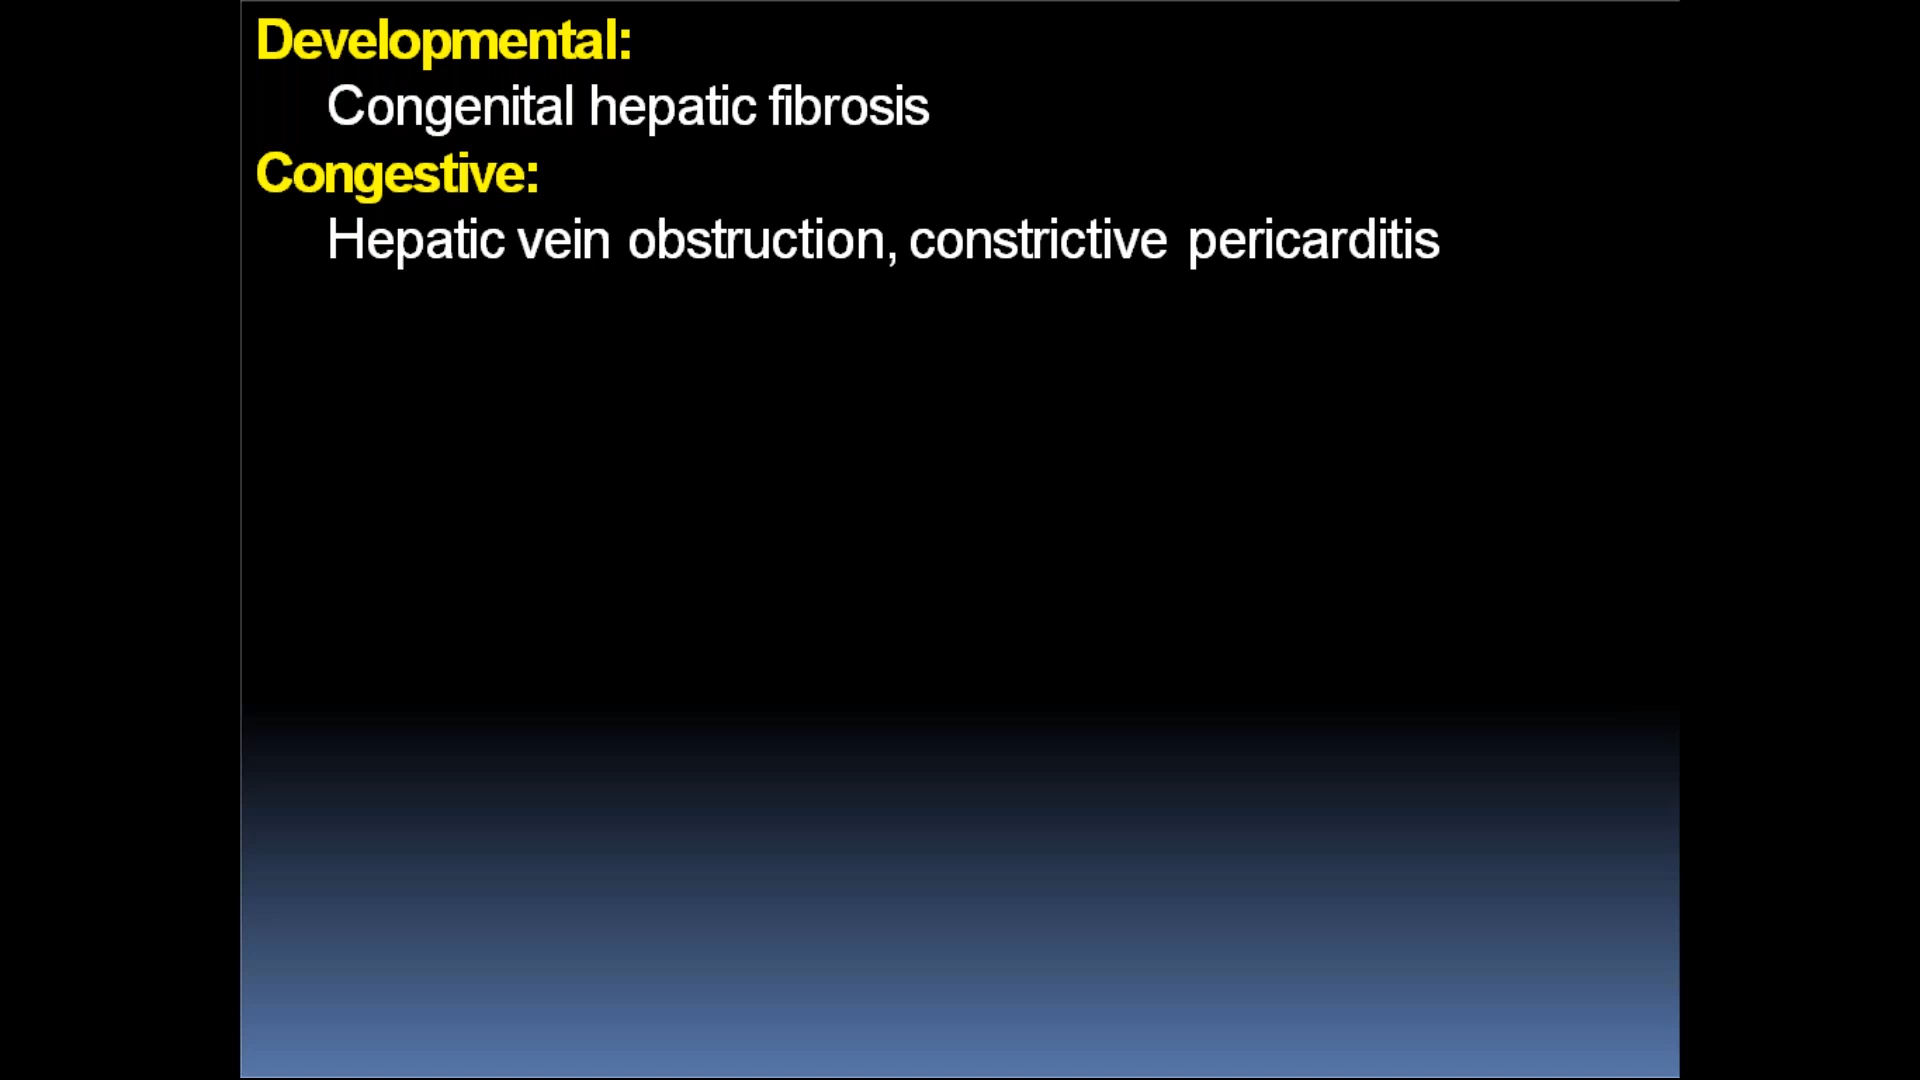 Developmental:
Congenital hepatic fibrosis
Congestive:
Hepatic vein obstruction, constrictive pericarditis